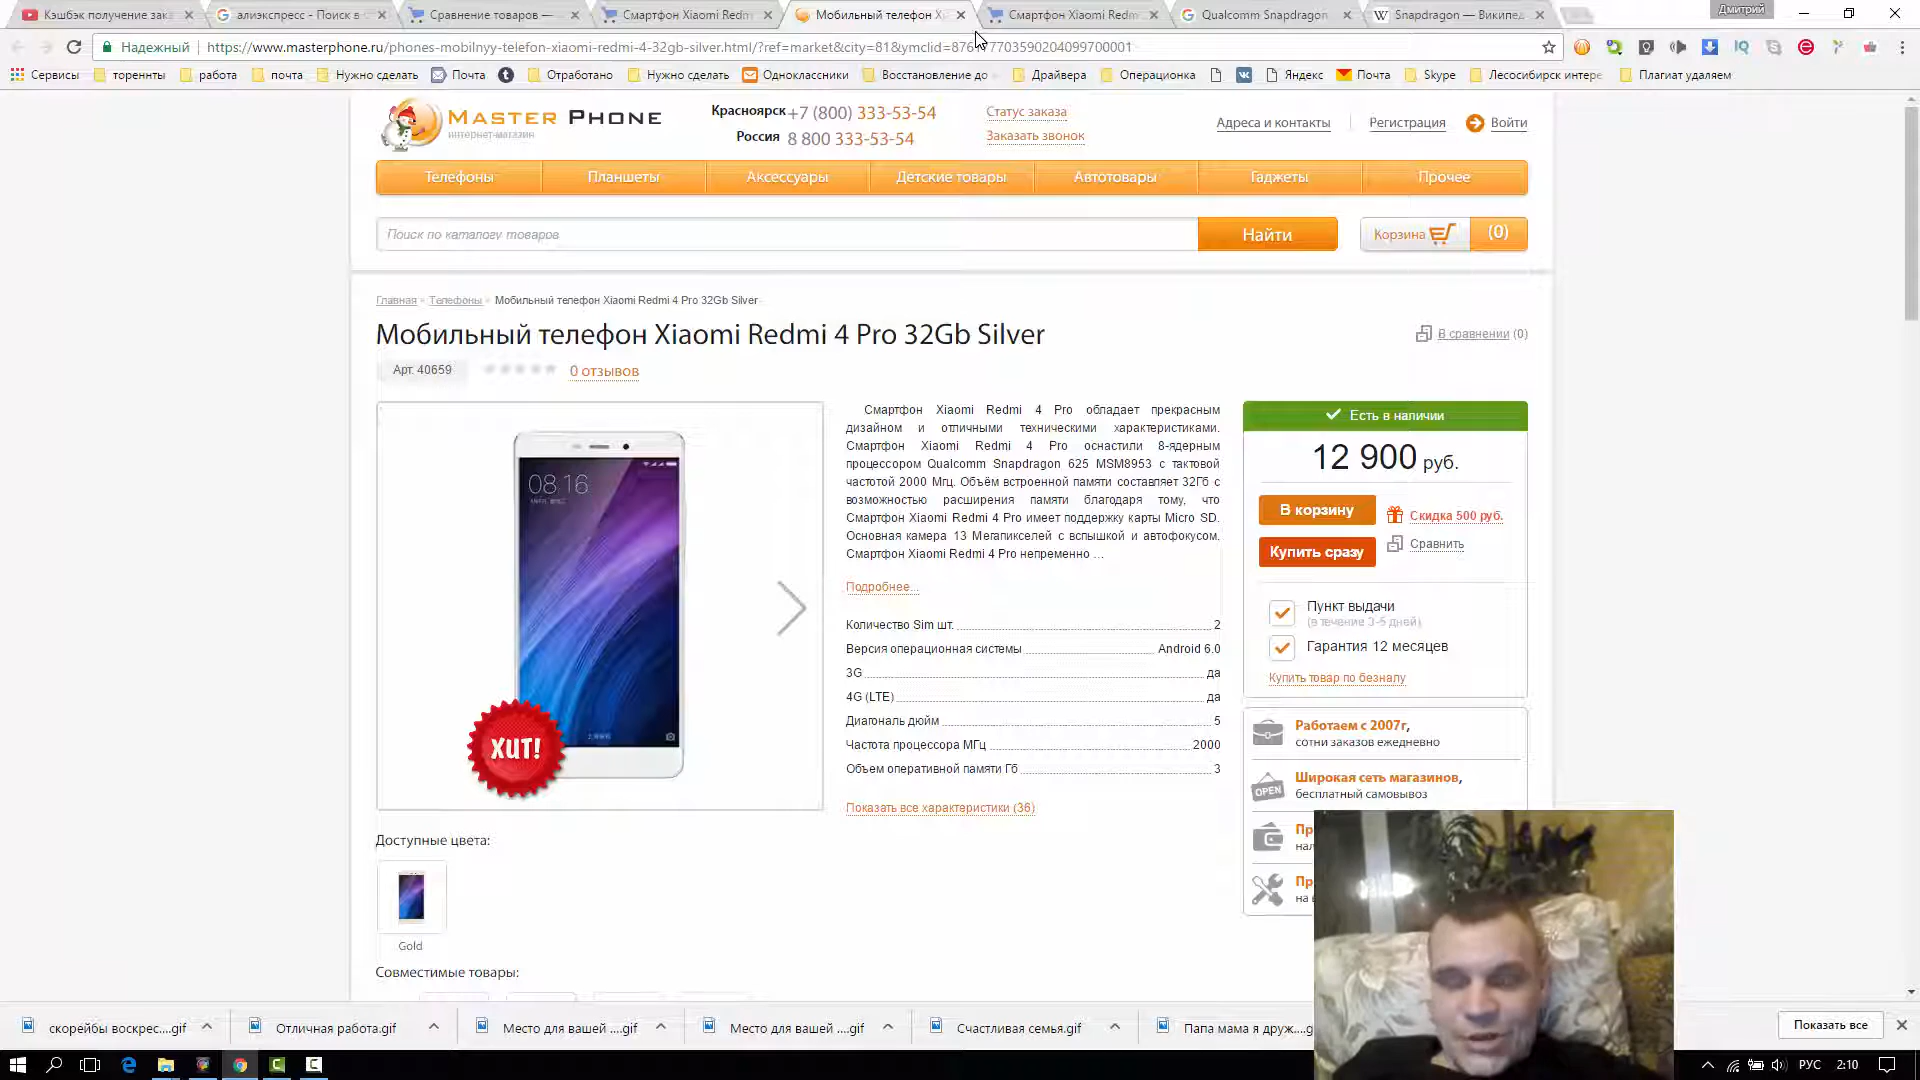 Кэшбэк получение зак
алиэкспресс - Поиск в
Сравнение товаров —
Смартфон Xiaomi Redm
Мобильный телефон X
Смартфон Xiaomi Redm
Qualcomm Snapdragon
Snapdragon — Википед
Дмитрий
Надежный
https://www.masterphone.ru/phones-mobilnyy-telefon-xiaomi-redmi-4-32gb-silver.html/?ref=market&city=81&ymclid=876 7703590204099700001
Сервисы
тореннты
работа
почта
Нужно сделать
Почта
Отработано
Нужно сделать
Одноклассники
Восстановление до
Драйвера
Операционка
Яндекс
Почта
Skype
Лесосибирск интере
Плагиат удаляем
MASTER PHONE
интернет-магазин
Красноярск +7 (800) 333-53-54
Россия 8 800 333-53-54
Статус заказа
Заказать звонок
Адреса и контакты
Регистрация
Войти
Телефоны
Планшеты
Аксессуары
Детские товары
Автотовары
Гаджеты
Прочее
Поиск по каталогу товаров
Найти
Корзина
(0)
Главная » Телефоны » Мобильный телефон Xiaomi Redmi 4 Pro 32Gb Silver
Мобильный телефон Xiaomi Redmi 4 Pro 32Gb Silver
В сравнении (0)
Арт. 40659
0 отзывов
08:16
ХИТ!
Смартфон Xiaomi Redmi 4 Pro обладает прекрасным
дизайном и отличными техническими характеристиками.
Смартфон Xiaomi Redmi 4 Pro оснастили 8-ядерным
процессором Qualcomm Snapdragon 625 MSM8953 с тактовой
частотой 2000 Мгц. Объём встроенной памяти составляет 32Гб с
возможностью расширения памяти благодаря тому, что
Смартфон Xiaomi Redmi 4 Pro имеет поддержку карты Micro SD.
Основная камера 13 Мегапикселей с вспышкой и автофокусом.
Смартфон Xiaomi Redmi 4 Pro непременно ...
Подробнее...
Количество Sim шт. 2
Версия операционная системы Android 6.0
3G да
4G (LTE) да
Диагональ дюйм 5
Частота процессора МГц 2000
Объем оперативной памяти Гб 3
Показать все характеристики (36)
Есть в наличии
12 900 руб.
В корзину
Скидка 500 руб.
Купить сразу
Сравнить
Пункт выдачи
(в течение 3-5 дней)
Гарантия 12 месяцев
Купить товар по безналу
Работаем с 2007г,
сотни заказов ежедневно
OPEN
Широкая сеть магазинов,
бесплатный самовывоз
Пр
нал
Пр
на
Доступные цвета:
Gold
Совместимые товары:
скорейбы воскрес....gif
Отличная работа.gif
Место для вашей ....gif
Место для вашей ....gif
Счастливая семья.gif
Папа мама я друж....g
Показать все
РУС
2:10